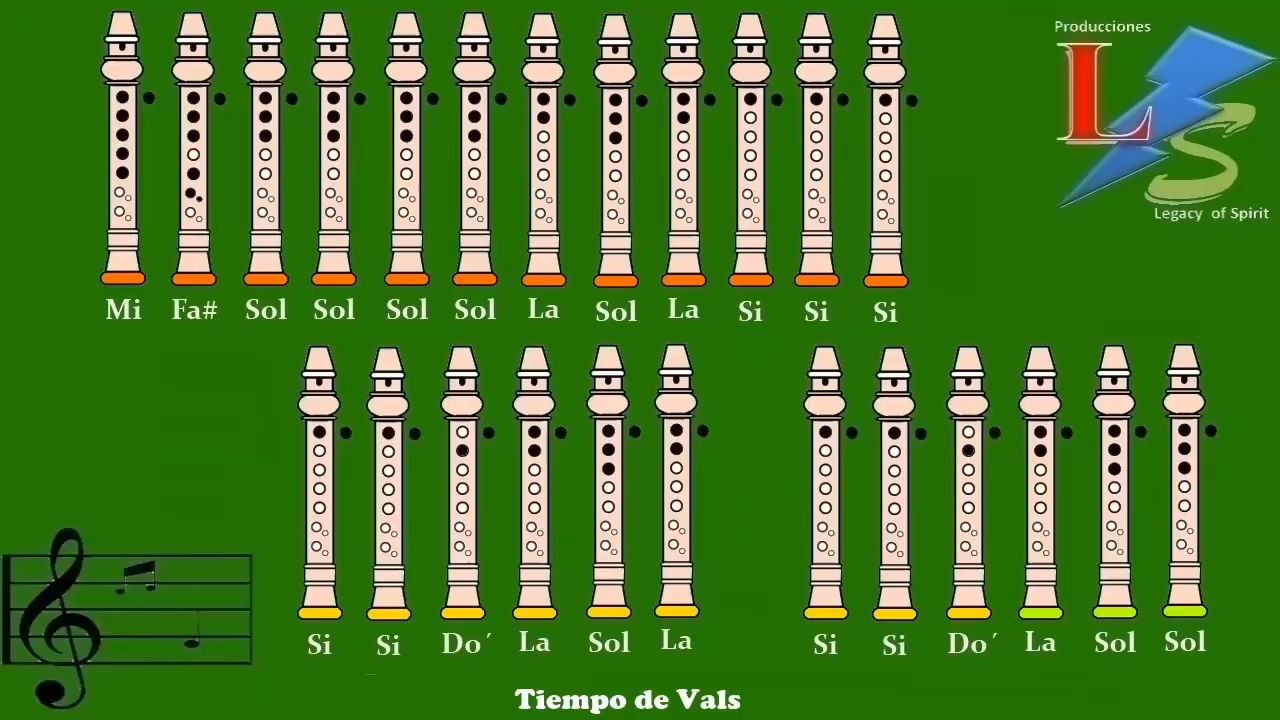 Producciones
L S
Legacy of Spirit
Mi Fa# Sol Sol Sol Sol La Sol La Si Si Si
Si Si Do´ La Sol La Si Si Do´ La Sol Sol
Tiempo de Vals